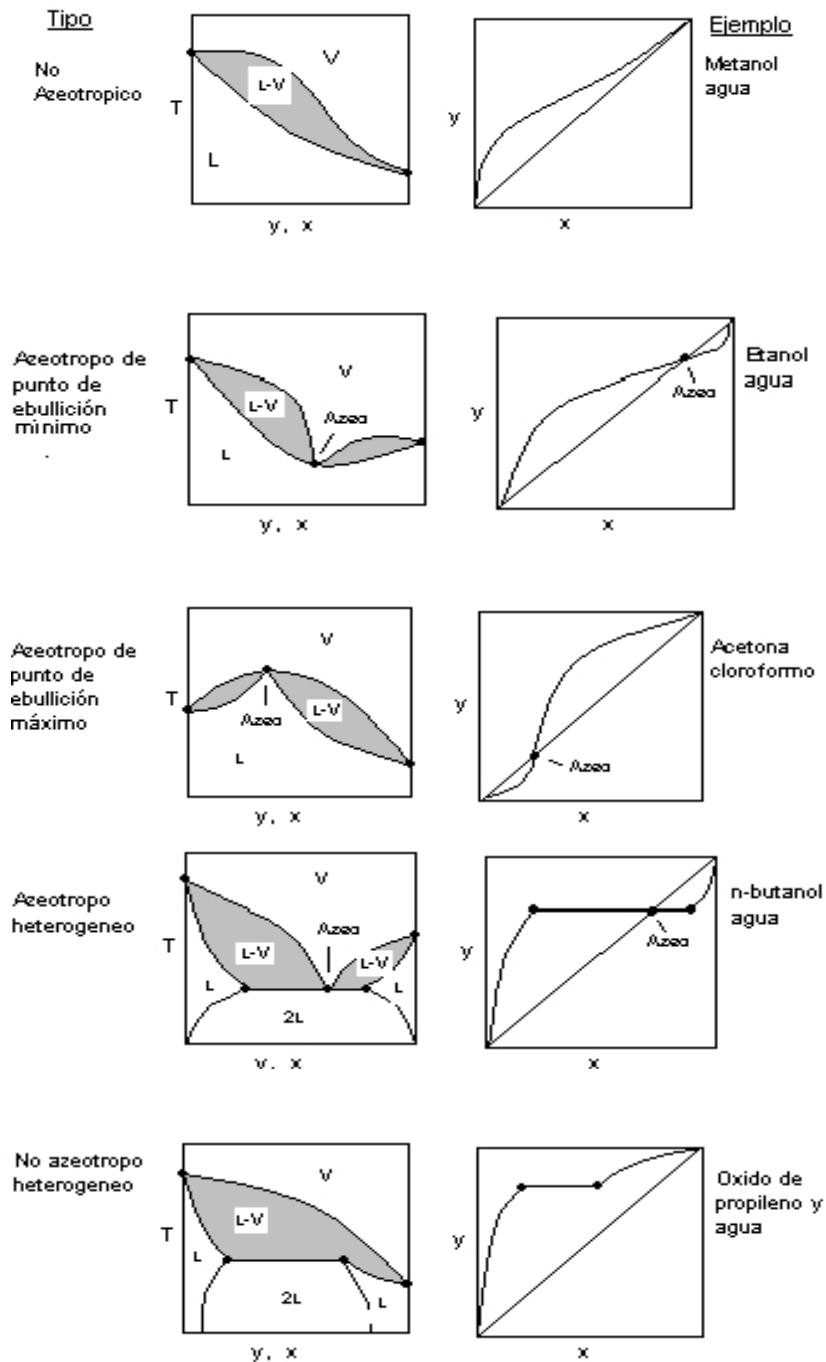 Tipo
Ejemplo
No
Azeotropico
T
V
L-V
L
y, x
y
x
Metanol
agua
Azeotropo de
punto de
ebullición
minimo
.
T
V
L-V
Azeo
L
y, x
y
Azeo
x
Etanol
agua
Azeotropo de
punto de
ebullición
máximo
T
V
Azeo
L-V
L
y, x
y
Azeo
x
Acetona
cloroformo
Azeotropo
heterogeneo
T
V
Azeo
L-V
L-V
L
L
2L
y, x
y
Azeo
x
n-butanol
agua
No azeotropo
heterogeneo
T
V
L-V
L
2L
L
y, x
y
x
Oxido de
propileno y
agua